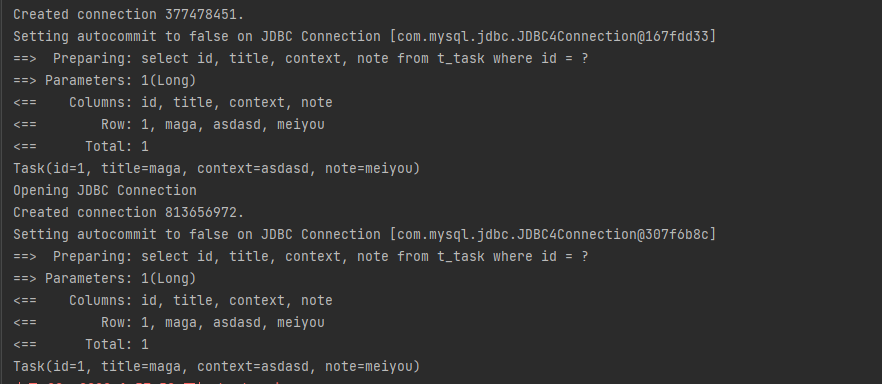 Created connection 377478451.
Setting autocommit to false on JDBC Connection [com.mysql.jdbc.JDBC4Connection@167fdd33]
==>  Preparing: select id, title, context, note from t_task where id = ?
==> Parameters: 1(Long)
<==    Columns: id, title, context, note
<==        Row: 1, maga, asdasd, meiyou
<==      Total: 1
Task(id=1, title=maga, context=asdasd, note=meiyou)
Opening JDBC Connection
Created connection 813656972.
Setting autocommit to false on JDBC Connection [com.mysql.jdbc.JDBC4Connection@307f6b8c]
==>  Preparing: select id, title, context, note from t_task where id = ?
==> Parameters: 1(Long)
<==    Columns: id, title, context, note
<==        Row: 1, maga, asdasd, meiyou
<==      Total: 1
Task(id=1, title=maga, context=asdasd, note=meiyou)